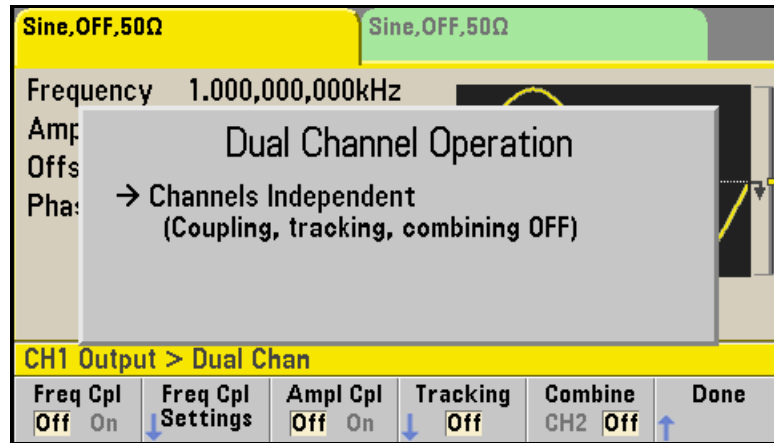 Sine,OFF,50Ω
Sine,OFF,50Ω
Frequency 1.000,000,000kHz
Amp
Offs
Pha
Dual Channel Operation
→ Channels Independent
(Coupling, tracking, combining OFF)
CH1 Output > Dual Chan
Freq Cpl Freq Cpl Ampl Cpl Tracking Combine Done
Off On Settings Off On Off CH2 Off